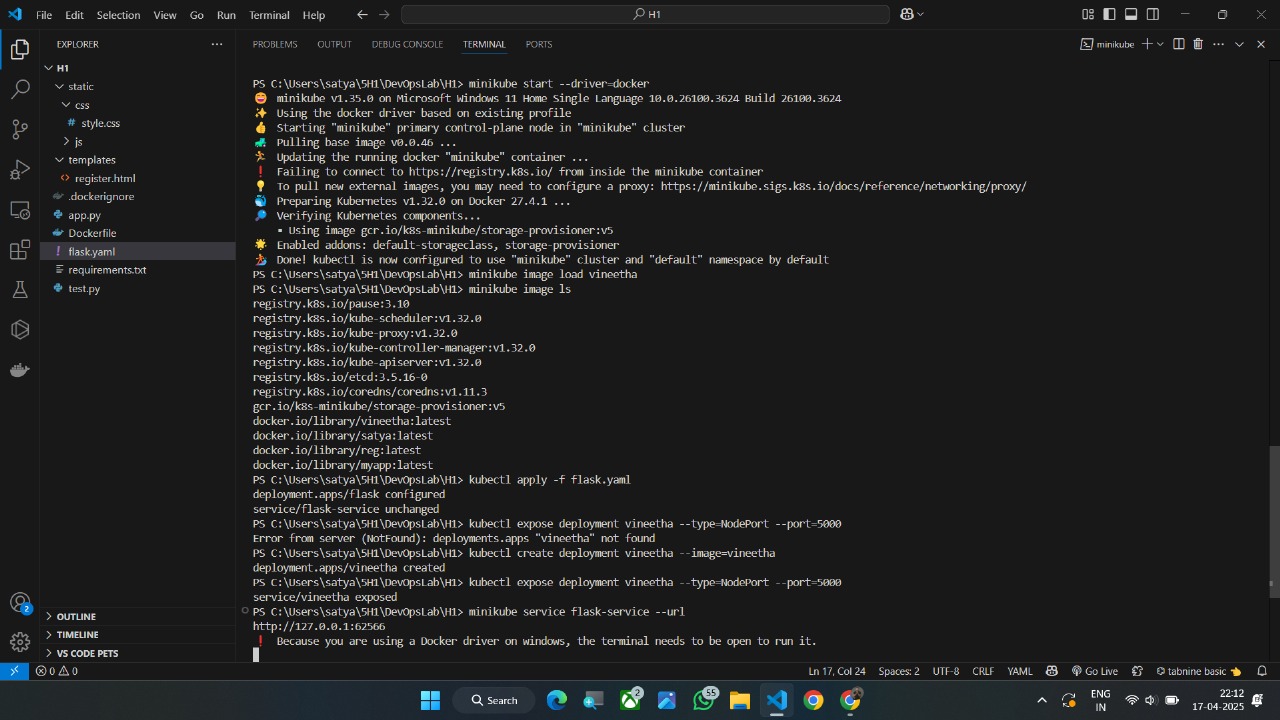 File Edit Selection View Go Run Terminal Help
H1
EXPLORER
PROBLEMS OUTPUT DEBUG CONSOLE TERMINAL PORTS
minikube
H1
static
css
# style.css
js
templates
<> register.html
.dockerignore
app.py
Dockerfile
! flask.yaml
requirements.txt
test.py
PS C:\Users\satya\5H1\DevOpsLab\H1> minikube start --driver=docker
minikube v1.35.0 on Microsoft Windows 11 Home Single Language 10.0.26100.3624 Build 26100.3624
Using the docker driver based on existing profile
Starting "minikube" primary control-plane node in "minikube" cluster
Pulling base image v0.0.46 ...
Updating the running docker "minikube" container ...
Failing to connect to https://registry.k8s.io/ from inside the minikube container
To pull new external images, you may need to configure a proxy: https://minikube.sigs.k8s.io/docs/reference/networking/proxy/
Preparing Kubernetes v1.32.0 on Docker 27.4.1 ...
Verifying Kubernetes components...
▪ Using image gcr.io/k8s-minikube/storage-provisioner:v5
Enabled addons: default-storageclass, storage-provisioner
Done! kubectl is now configured to use "minikube" cluster and "default" namespace by default
PS C:\Users\satya\5H1\DevOpsLab\H1> minikube image load vineetha
PS C:\Users\satya\5H1\DevOpsLab\H1> minikube image ls
registry.k8s.io/pause:3.10
registry.k8s.io/kube-scheduler:v1.32.0
registry.k8s.io/kube-proxy:v1.32.0
registry.k8s.io/kube-controller-manager:v1.32.0
registry.k8s.io/kube-apiserver:v1.32.0
registry.k8s.io/etcd:3.5.16-0
registry.k8s.io/coredns/coredns:v1.11.3
gcr.io/k8s-minikube/storage-provisioner:v5
docker.io/library/vineetha:latest
docker.io/library/satya:latest
docker.io/library/reg:latest
docker.io/library/myapp:latest
PS C:\Users\satya\5H1\DevOpsLab\H1> kubectl apply -f flask.yaml
deployment.apps/flask configured
service/flask-service unchanged
PS C:\Users\satya\5H1\DevOpsLab\H1> kubectl expose deployment vineetha --type=NodePort --port=5000
Error from server (NotFound): deployments.apps "vineetha" not found
PS C:\Users\satya\5H1\DevOpsLab\H1> kubectl create deployment vineetha --image=vineetha
deployment.apps/vineetha created
PS C:\Users\satya\5H1\DevOpsLab\H1> kubectl expose deployment vineetha --type=NodePort --port=5000
service/vineetha exposed
PS C:\Users\satya\5H1\DevOpsLab\H1> minikube service flask-service --url
http://127.0.0.1:62566
Because you are using a Docker driver on windows, the terminal needs to be open to run it.
2
OUTLINE
TIMELINE
VS CODE PETS
0 0
Ln 17, Col 24 Spaces: 2 UTF-8 CRLF YAML Go Live tabnine basic
Search
2
55
ENG
IN
22:12
17-04-2025